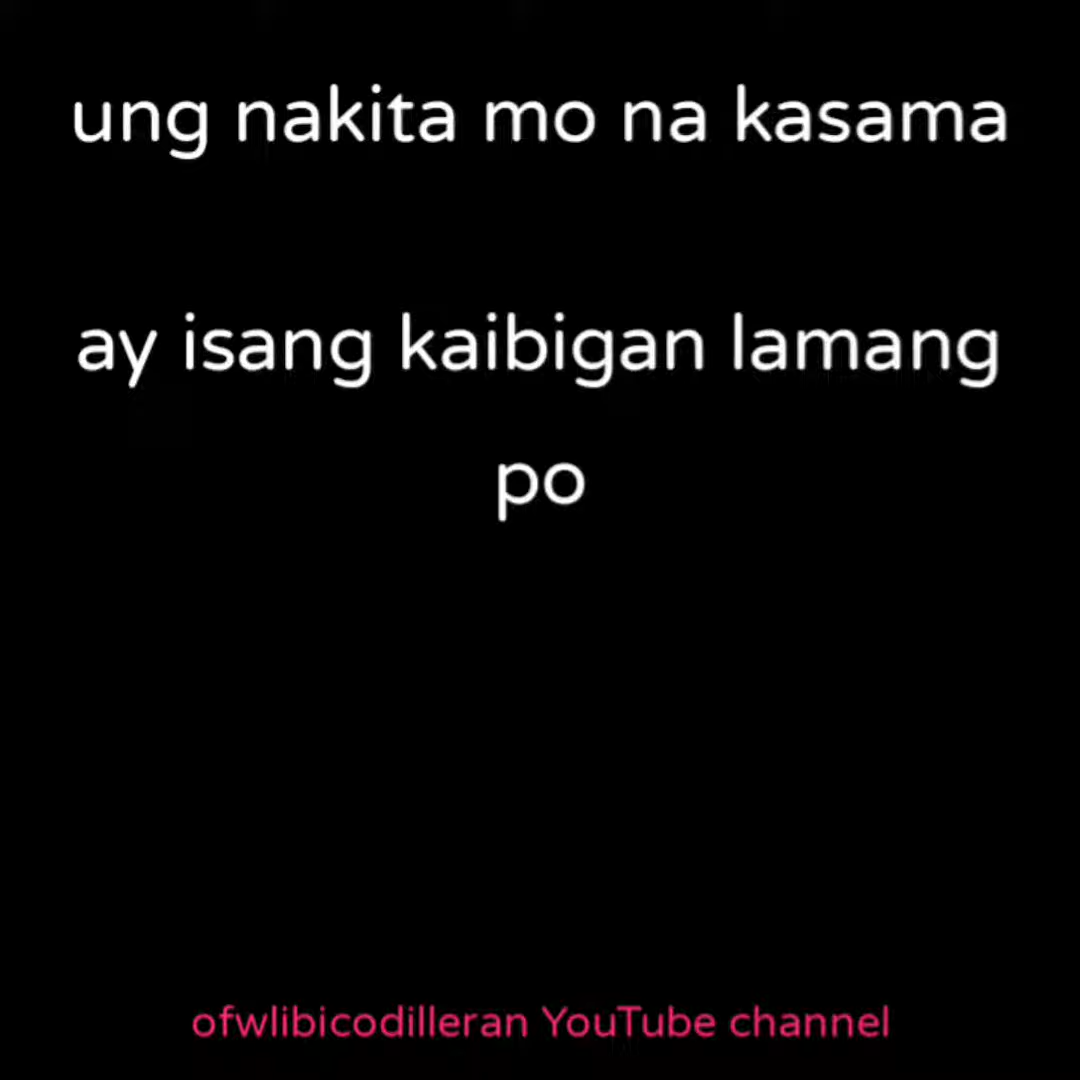 ung nakita mo na kasama
ay isang kaibigan lamang
po
ofwlibicodilleran YouTube channel